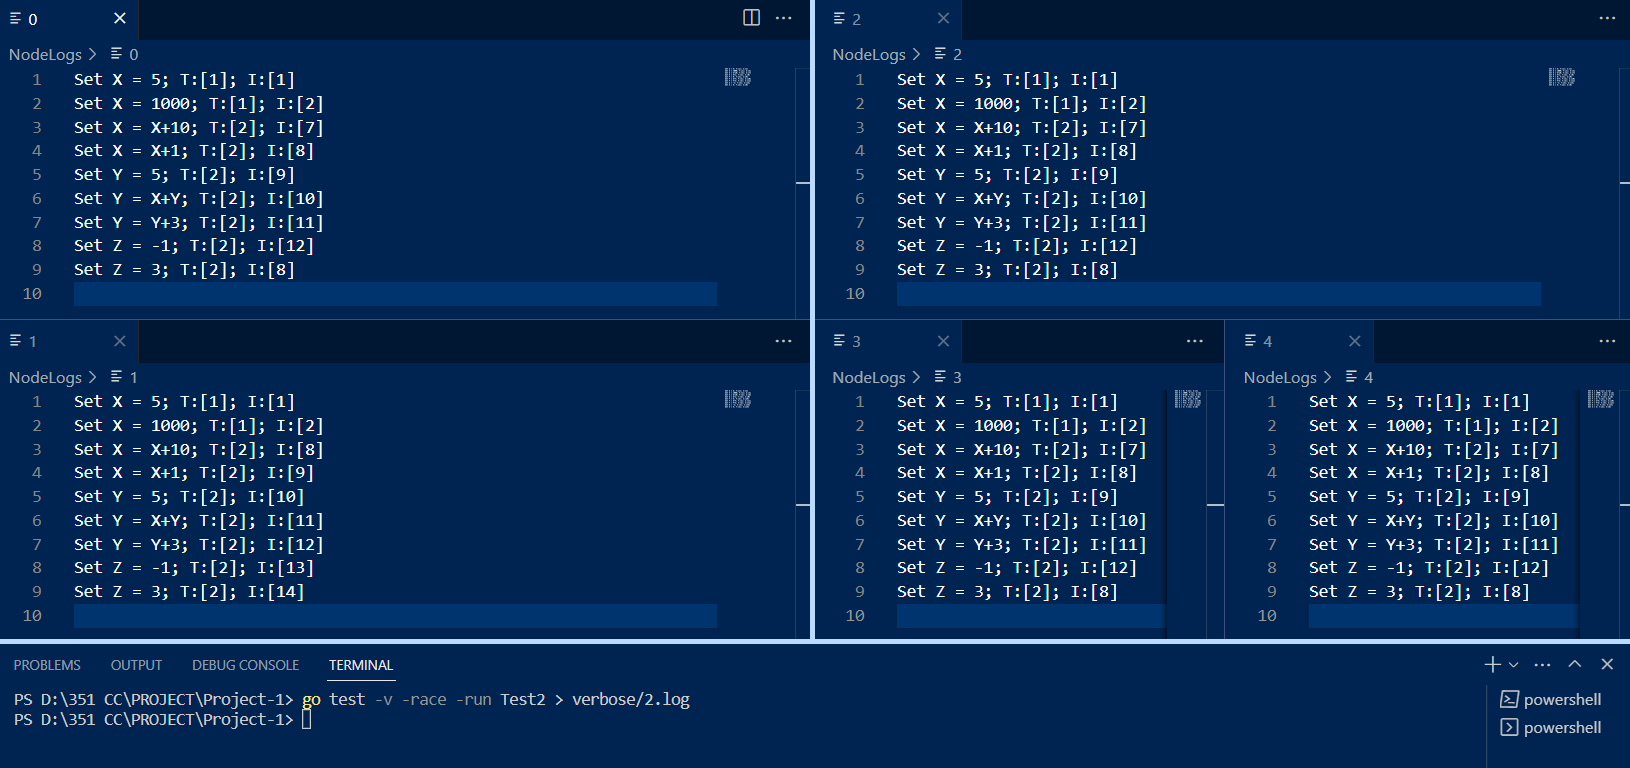 0
NodeLogs > 0
1 Set X = 5; T:[1]; I:[1]
2 Set X = 1000; T:[1]; I:[2]
3 Set X = X+10; T:[2]; I:[7]
4 Set X = X+1; T:[2]; I:[8]
5 Set Y = 5; T:[2]; I:[9]
6 Set Y = X+Y; T:[2]; I:[10]
7 Set Y = Y+3; T:[2]; I:[11]
8 Set Z = -1; T:[2]; I:[12]
9 Set Z = 3; T:[2]; I:[8]
10
2
NodeLogs > 2
1 Set X = 5; T:[1]; I:[1]
2 Set X = 1000; T:[1]; I:[2]
3 Set X = X+10; T:[2]; I:[7]
4 Set X = X+1; T:[2]; I:[8]
5 Set Y = 5; T:[2]; I:[9]
6 Set Y = X+Y; T:[2]; I:[10]
7 Set Y = Y+3; T:[2]; I:[11]
8 Set Z = -1; T:[2]; I:[12]
9 Set Z = 3; T:[2]; I:[8]
10
1
NodeLogs > 1
1 Set X = 5; T:[1]; I:[1]
2 Set X = 1000; T:[1]; I:[2]
3 Set X = X+10; T:[2]; I:[8]
4 Set X = X+1; T:[2]; I:[9]
5 Set Y = 5; T:[2]; I:[10]
6 Set Y = X+Y; T:[2]; I:[11]
7 Set Y = Y+3; T:[2]; I:[12]
8 Set Z = -1; T:[2]; I:[13]
9 Set Z = 3; T:[2]; I:[14]
10
3
NodeLogs > 3
1 Set X = 5; T:[1]; I:[1]
2 Set X = 1000; T:[1]; I:[2]
3 Set X = X+10; T:[2]; I:[7]
4 Set X = X+1; T:[2]; I:[8]
5 Set Y = 5; T:[2]; I:[9]
6 Set Y = X+Y; T:[2]; I:[10]
7 Set Y = Y+3; T:[2]; I:[11]
8 Set Z = -1; T:[2]; I:[12]
9 Set Z = 3; T:[2]; I:[8]
10
4
NodeLogs > 4
1 Set X = 5; T:[1]; I:[1]
2 Set X = 1000; T:[1]; I:[2]
3 Set X = X+10; T:[2]; I:[7]
4 Set X = X+1; T:[2]; I:[8]
5 Set Y = 5; T:[2]; I:[9]
6 Set Y = X+Y; T:[2]; I:[10]
7 Set Y = Y+3; T:[2]; I:[11]
8 Set Z = -1; T:[2]; I:[12]
9 Set Z = 3; T:[2]; I:[8]
10
PROBLEMS OUTPUT DEBUG CONSOLE TERMINAL
PS D:\351 CC\PROJECT\Project-1> go test -v -race -run Test2 > verbose/2.log
PS D:\351 CC\PROJECT\Project-1>
powershell
powershell